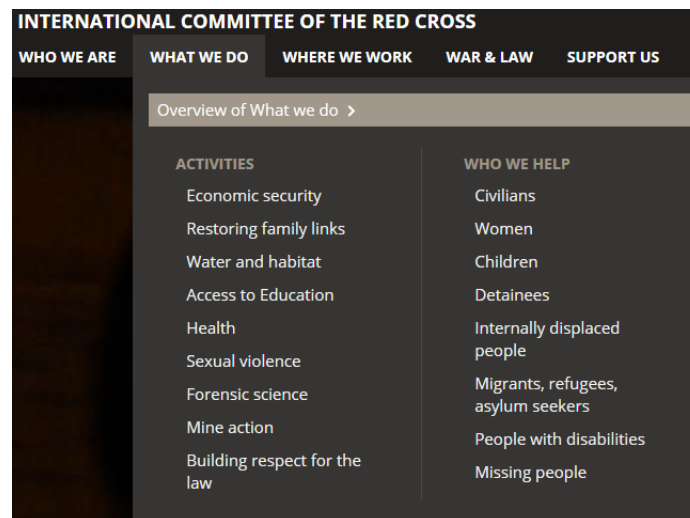 INTERNATIONAL COMMITTEE OF THE RED CROSS
WHO WE ARE WHAT WE DO WHERE WE WORK WAR & LAW SUPPORT US
Overview of What we do >
ACTIVITIES
Economic security
Restoring family links
Water and habitat
Access to Education
Health
Sexual violence
Forensic science
Mine action
Building respect for the
law
WHO WE HELP
Civilians
Women
Children
Detainees
Internally displaced
people
Migrants, refugees,
asylum seekers
People with disabilities
Missing people